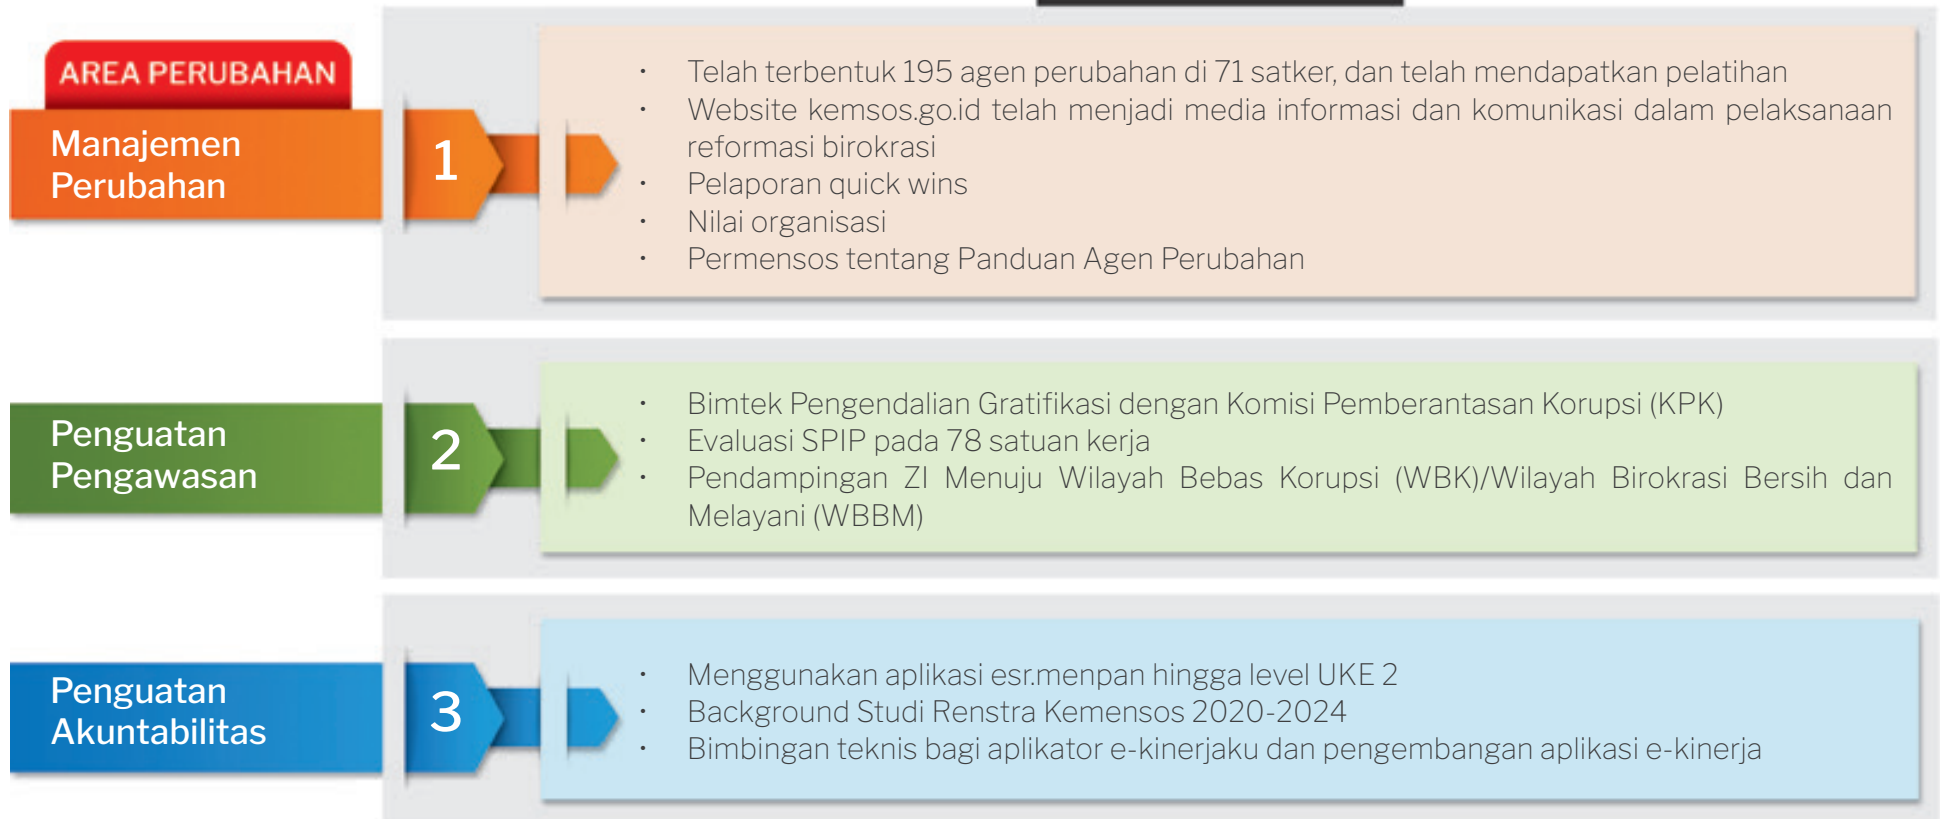 AREA PERUBAHAN
Manajemen
Perubahan
1
• Telah terbentuk 195 agen perubahan di 71 satker, dan telah mendapatkan pelatihan
• Website kemsos.go.id telah menjadi media informasi dan komunikasi dalam pelaksanaan
reformasi birokrasi
• Pelaporan quick wins
• Nilai organisasi
• Permensos tentang Panduan Agen Perubahan
Penguatan
Pengawasan
2
• Bimtek Pengendalian Gratifikasi dengan Komisi Pemberantasan Korupsi (KPK)
• Evaluasi SPIP pada 78 satuan kerja
• Pendampingan ZI Menuju Wilayah Bebas Korupsi (WBK)/Wilayah Birokrasi Bersih dan
Melayani (WBBM)
Penguatan
Akuntabilitas
3
• Menggunakan aplikasi esr.menpan hingga level UKE 2
• Background Studi Renstra Kemensos 2020-2024
• Bimbingan teknis bagi aplikator e-kinerjaku dan pengembangan aplikasi e-kinerja